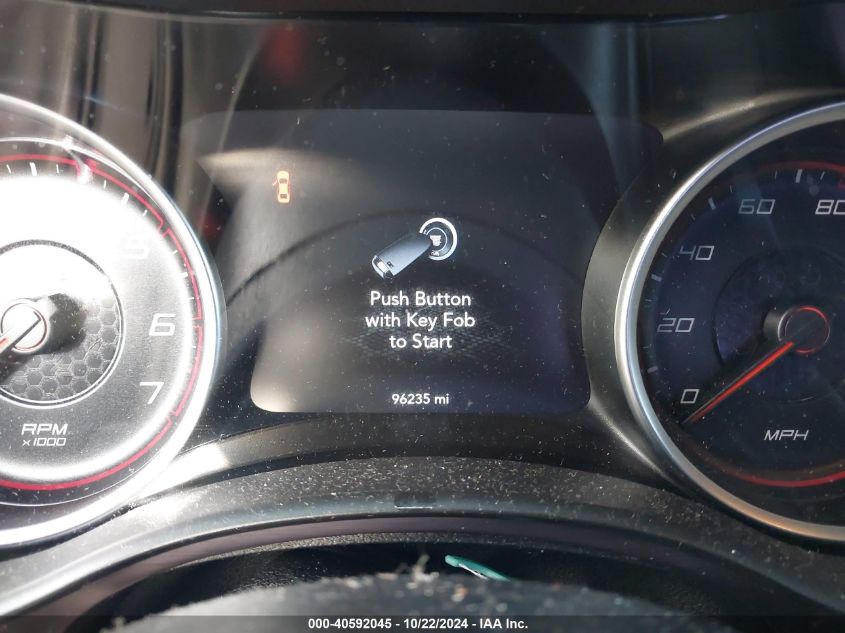 Push Button
with Key Fob
to Start
96235 mi
5
6
7
RPM
x1000
0
20
40
60
80
MPH
000-40592045 - 10/22/2024 - IAA Inc.